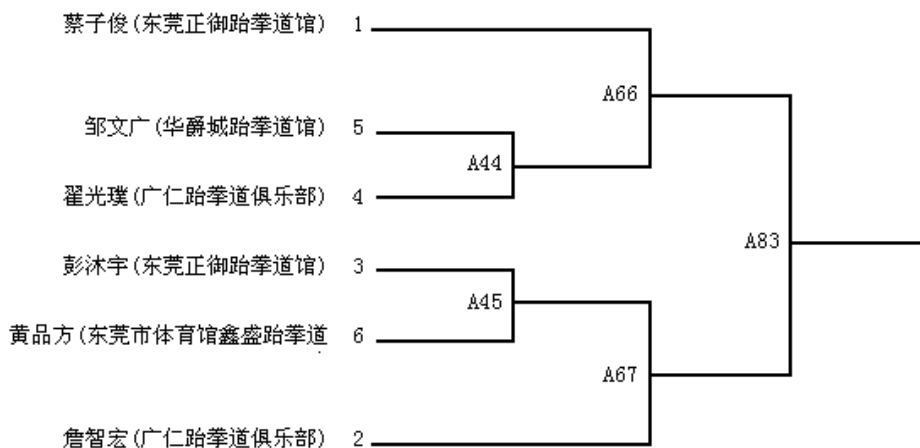 蔡子俊(东莞正御跆拳道馆) 1
A66
邹文广(华爵城跆拳道馆) 5
A44
翟光璞(广仁跆拳道俱乐部) 4
A83
彭沐宇(东莞正御跆拳道馆) 3
A45
黄品方(东莞市体育馆鑫盛跆拳道 6
A67
詹智宏(广仁跆拳道俱乐部) 2